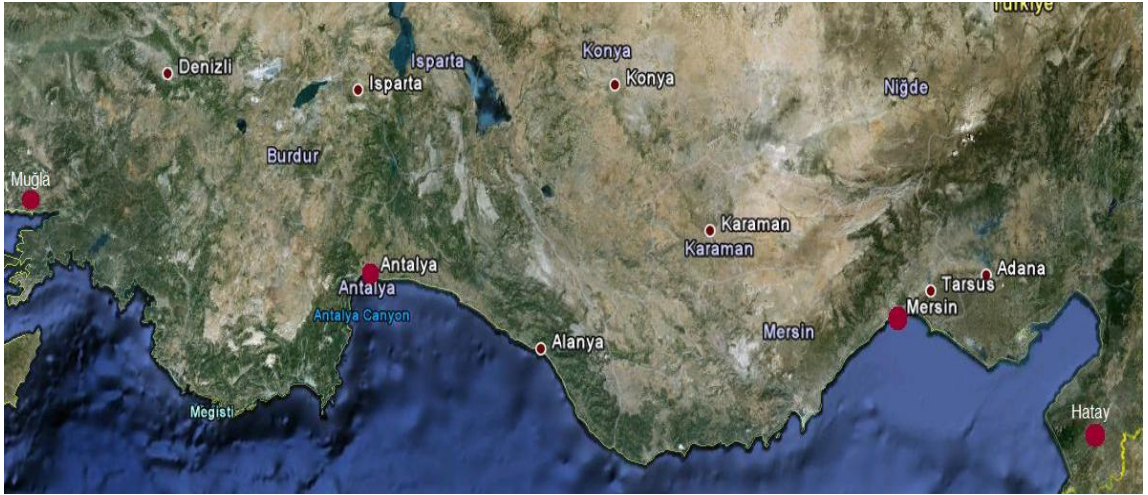 Türkiye
Denizli
Isparta
Isparta
Konya
Konya
Niğde
Burdur
Muğla
Karaman
Karaman
Antalya
Antalya
Antalya Canyon
Adana
Tarsus
Mersin
Mersin
Alanya
Megisti
Hatay